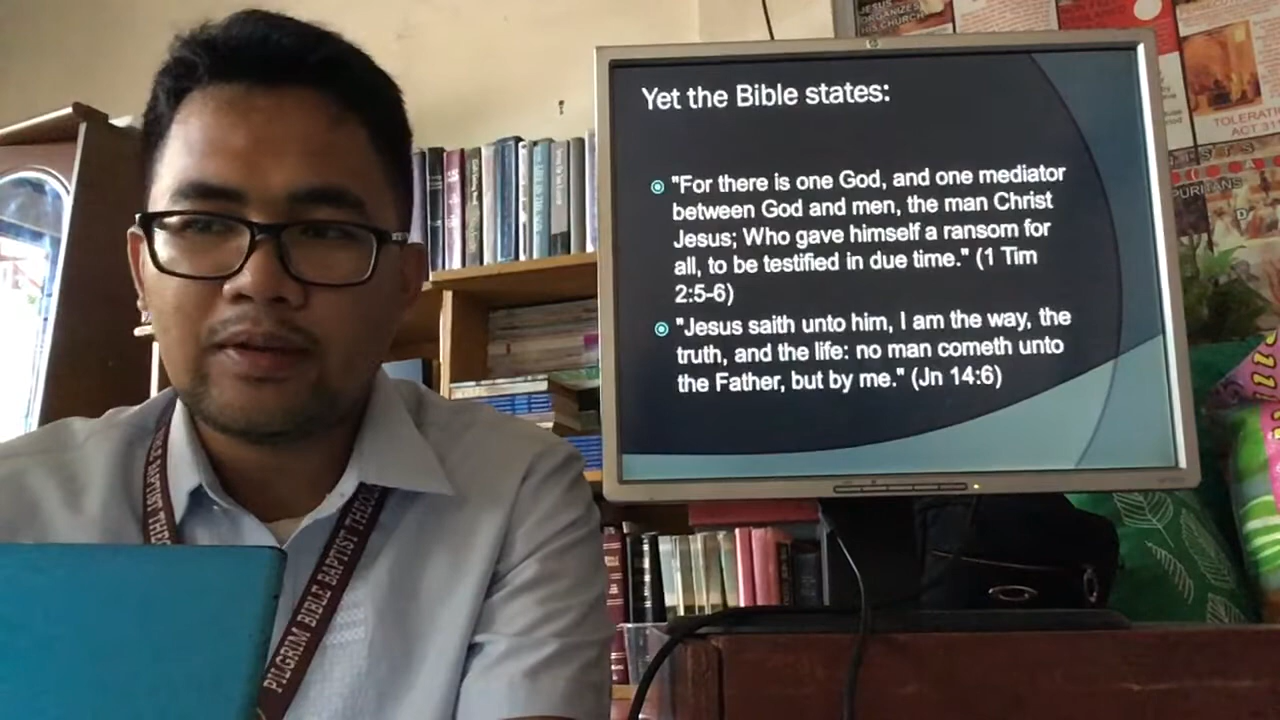 Yet the Bible states:
"For there is one God, and one mediator
between God and men, the man Christ
Jesus; Who gave himself a ransom for
all, to be testified in due time." (1 Tim
2:5-6)
"Jesus saith unto him, I am the way, the
truth, and the life: no man cometh unto
the Father, but by me." (Jn 14:6)
PILGRIM BIBLE BAPTIST THEO
JESUS
ORGANIZES
HIS CHURCH
TOLERATI
ACT 311
PURITANS